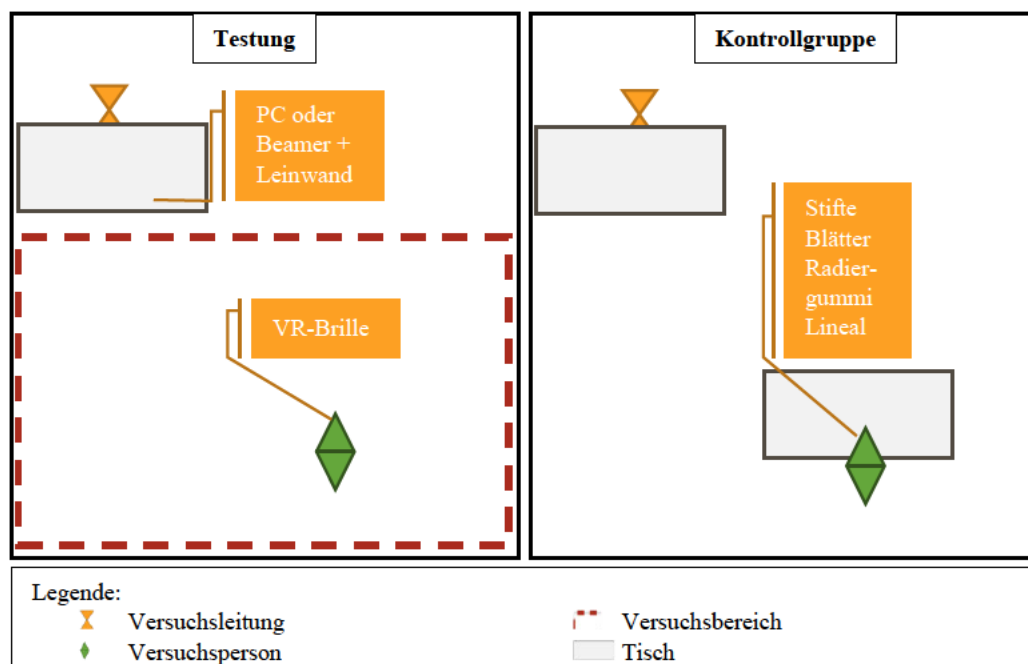 Testung
PC oder
Beamer +
Leinwand
VR-Brille
Kontrollgruppe
Stifte
Blätter
Radier-
gummi
Lineal
Legende:
Versuchsleitung
Versuchsperson
Versuchsbereich
Tisch